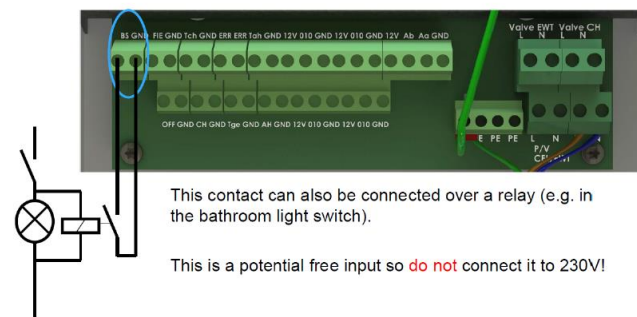 Valve EWT Valve CH
L N L N
BS GND FIE GND Tch GND ERR ERR Tah GND 12V 010 GND 12V 010 GND 12V Ab Aa GND
OFF GND CH GND Tge GND AH GND 12V 010 GND 12V 010 GND
E PE PE L N N
P/V
This contact can also be connected over a relay (e.g. in
the bathroom light switch).
This is a potential free input so do not connect it to 230V!